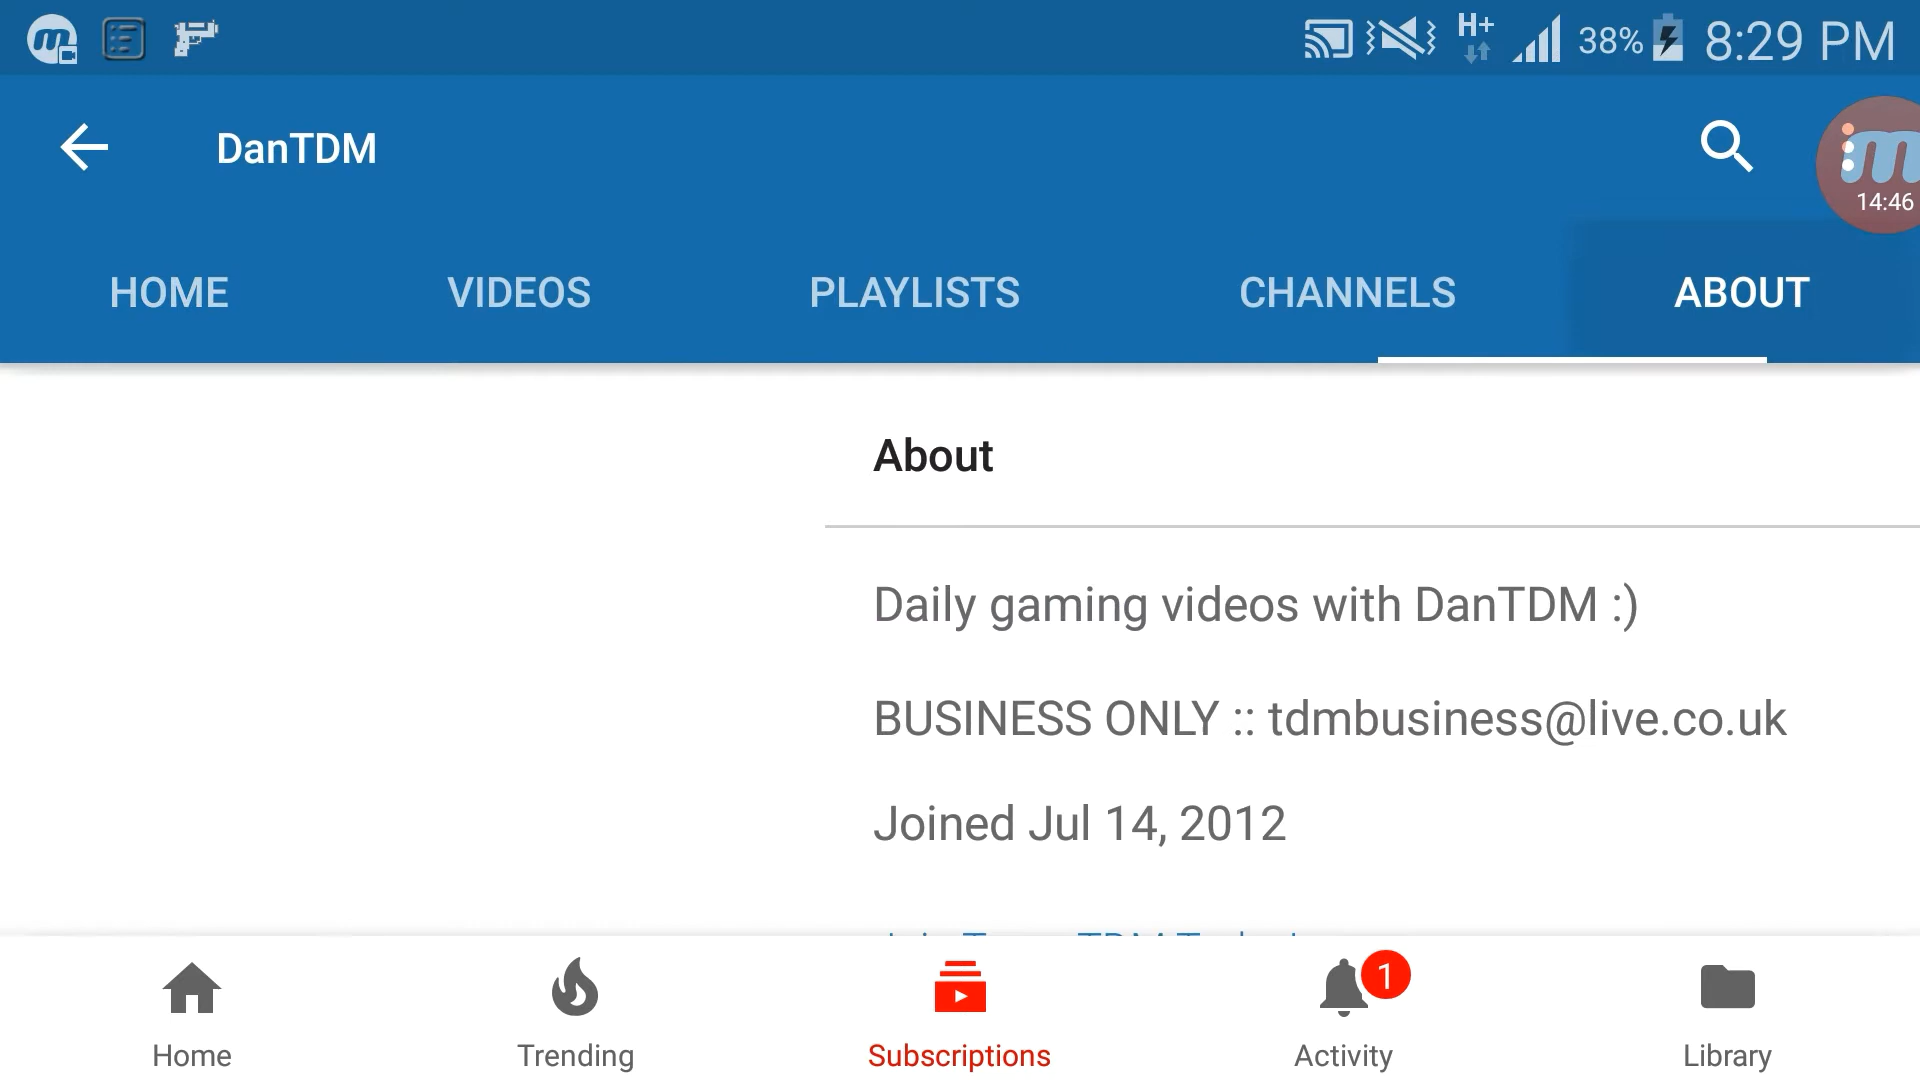 38% 8:29 PM
DanTDM
m
14:46
HOME VIDEOS PLAYLISTS CHANNELS ABOUT
About
Daily gaming videos with DanTDM :)
BUSINESS ONLY :: tdmbusiness@live.co.uk
Joined Jul 14, 2012
1
Home Trending Subscriptions Activity Library